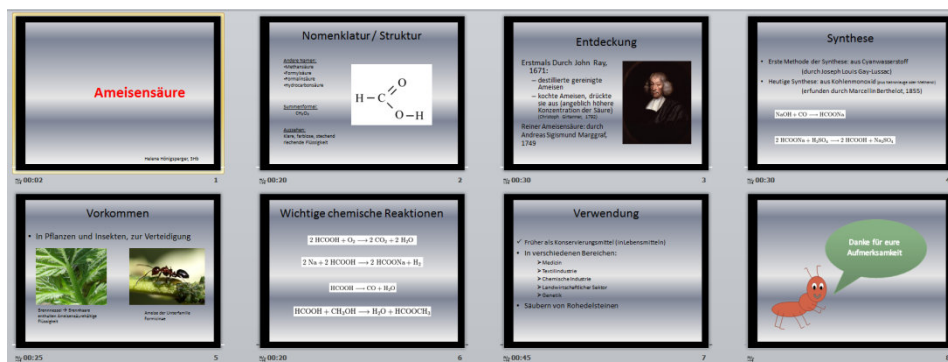 Ameisensäure
Helena Hönigsperger, 5HB
00:02
1
Nomenklatur / Struktur
Andere Namen:
•Methansäure
•Formylsäure
•Formalinsäure
•Hydrocarbonsäure
Summenformel:
CH₂O₂
Aussehen:
Klare, farblose, stechend
riechende Flüssigkeit
H – C
O
O – H
00:20
2
Entdeckung
Erstmals Durch John Ray,
1671:
– destillierte gereinigte
Ameisen
– kochte Ameisen, drückte
sie aus (angeblich höhere
Konzentration der Säure)
Reiner Ameisensäure: durch
Andreas Sigismund Marggraf,
1749
00:30
3
Synthese
• Erste Methode der Synthese: aus Cyanwasserstoff
(durch Joseph Louis Gay-Lussac)
• Heutige Synthese: aus Kohlenmonoxid
(erfunden durch Marcellin Berthelot, 1855)
NaOH + CO ⟶ HCOONa
2 HCOONa + H₂SO₄ ⟶ 2 HCOOH + Na₂SO₄
00:30
4
Vorkommen
• In Pflanzen und Insekten, zur Verteidigung
Brennnessel → Brennhaare
enthalten Ameisensäurehältige
Flüssigkeit
Ameise der Unterfamilie
Formicinae
00:25
5
Wichtige chemische Reaktionen
2 HCOOH + O₂ ⟶ 2 CO₂ + 2 H₂O
2 Na + 2 HCOOH ⟶ 2 HCOONa + H₂
HCOOH ⟶ CO + H₂O
HCOOH + CH₃OH ⟶ H₂O + HCOOCH₃
00:20
6
Verwendung
✓ Früher als Konservierungsmittel (in Lebensmitteln)
• In verschiedenen Bereichen:
➢ Medizin
➢ Textilindustrie
➢ Chemische Industrie
➢ Landwirtschaftlicher Sektor
➢ Genetik
• Säubern von Rohedelsteinen
00:45
7
Danke für eure
Aufmerksamkeit